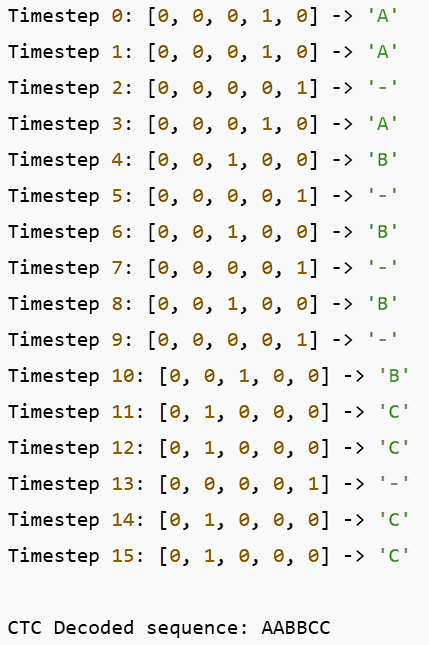 Timestep 0: [0, 0, 0, 1, 0] -> 'A'
Timestep 1: [0, 0, 0, 1, 0] -> 'A'
Timestep 2: [0, 0, 0, 0, 1] -> '-'
Timestep 3: [0, 0, 0, 1, 0] -> 'A'
Timestep 4: [0, 0, 1, 0, 0] -> 'B'
Timestep 5: [0, 0, 0, 0, 1] -> '-'
Timestep 6: [0, 0, 1, 0, 0] -> 'B'
Timestep 7: [0, 0, 0, 0, 1] -> '-'
Timestep 8: [0, 0, 1, 0, 0] -> 'B'
Timestep 9: [0, 0, 0, 0, 1] -> '-'
Timestep 10: [0, 0, 1, 0, 0] -> 'B'
Timestep 11: [0, 1, 0, 0, 0] -> 'C'
Timestep 12: [0, 1, 0, 0, 0] -> 'C'
Timestep 13: [0, 0, 0, 0, 1] -> '-'
Timestep 14: [0, 1, 0, 0, 0] -> 'C'
Timestep 15: [0, 1, 0, 0, 0] -> 'C'
CTC Decoded sequence: AABBCC